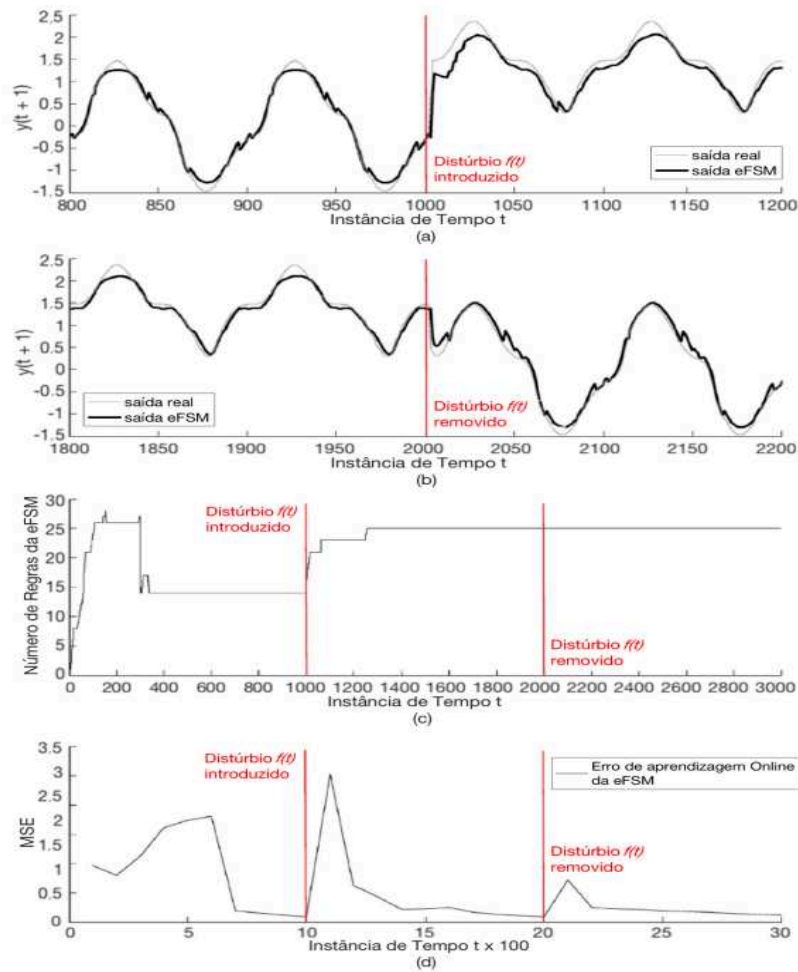 2.5
2
1.5
1
0.5
0
-0.5
-1
-1.5
y(t + 1)
Distúrbio f(t)
introduzido
saída real
saída eFSM
800 850 900 950 1000 1050 1100 1150 1200
Instância de Tempo t
(a)
2.5
2
1.5
1
0.5
0
-0.5
-1
-1.5
y(t + 1)
saída real
saída eFSM
Distúrbio f(t)
removido
1800 1850 1900 1950 2000 2050 2100 2150 2200
Instância de Tempo t
(b)
30
25
20
15
10
5
0
Número de Regras da eFSM
Distúrbio f(t)
introduzido
Distúrbio f(t)
removido
0 200 400 600 800 1000 1200 1400 1600 1800 2000 2200 2400 2600 2800 3000
Instância de Tempo t
(c)
3.5
3
2.5
2
1.5
1
0.5
0
MSE
Distúrbio f(t)
introduzido
Erro de aprendizagem Online
da eFSM
Distúrbio f(t)
removido
0 5 10 15 20 25 30
Instância de Tempo t x 100
(d)